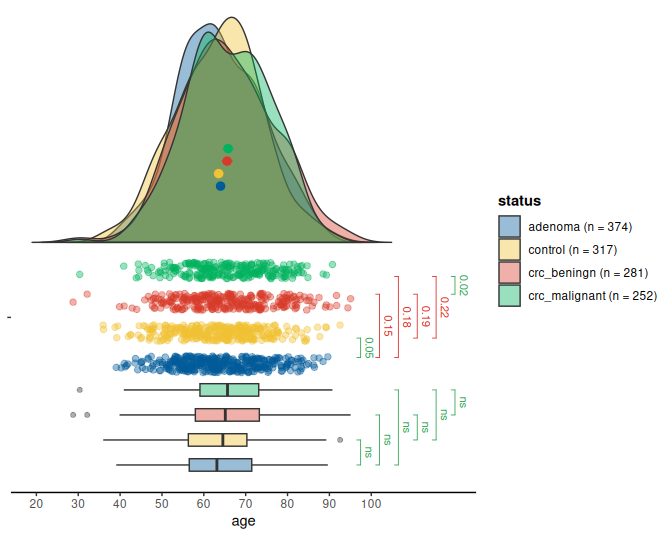 status
adenoma (n = 374)
control (n = 317)
crc_beningn (n = 281)
crc_malignant (n = 252)
0.02
0.22
0.19
0.18
0.15
0.05
ns
ns
ns
ns
ns
ns
20 30 40 50 60 70 80 90 100
age